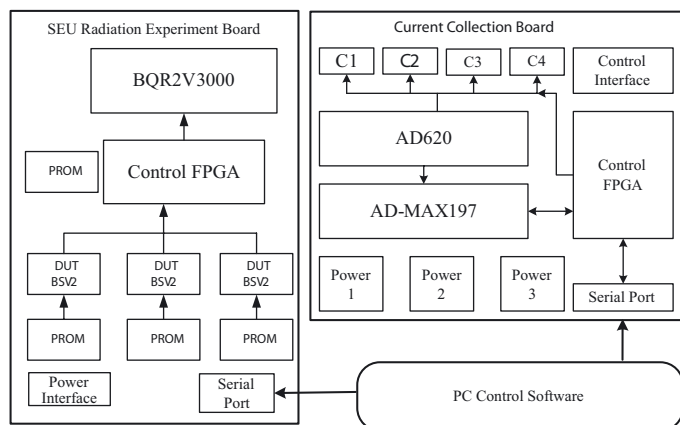 SEU Radiation Experiment Board
BQR2V3000
PROM
Control FPGA
DUT
BSV2
DUT
BSV2
DUT
BSV2
PROM
PROM
PROM
Power
Interface
Serial
Port
Current Collection Board
C1
C2
C3
C4
Control
Interface
AD620
Control
FPGA
AD-MAX197
Power
1
Power
2
Power
3
Serial Port
PC Control Software